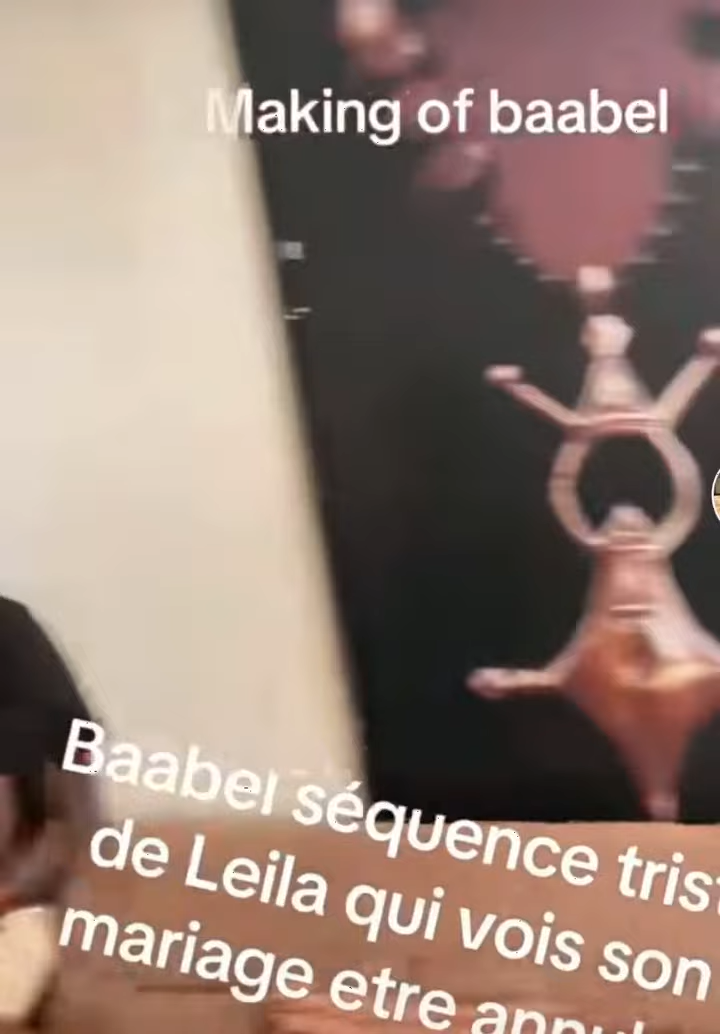 Making of baabel
Baabel séquence
de Leila qui vois son
mariage etre